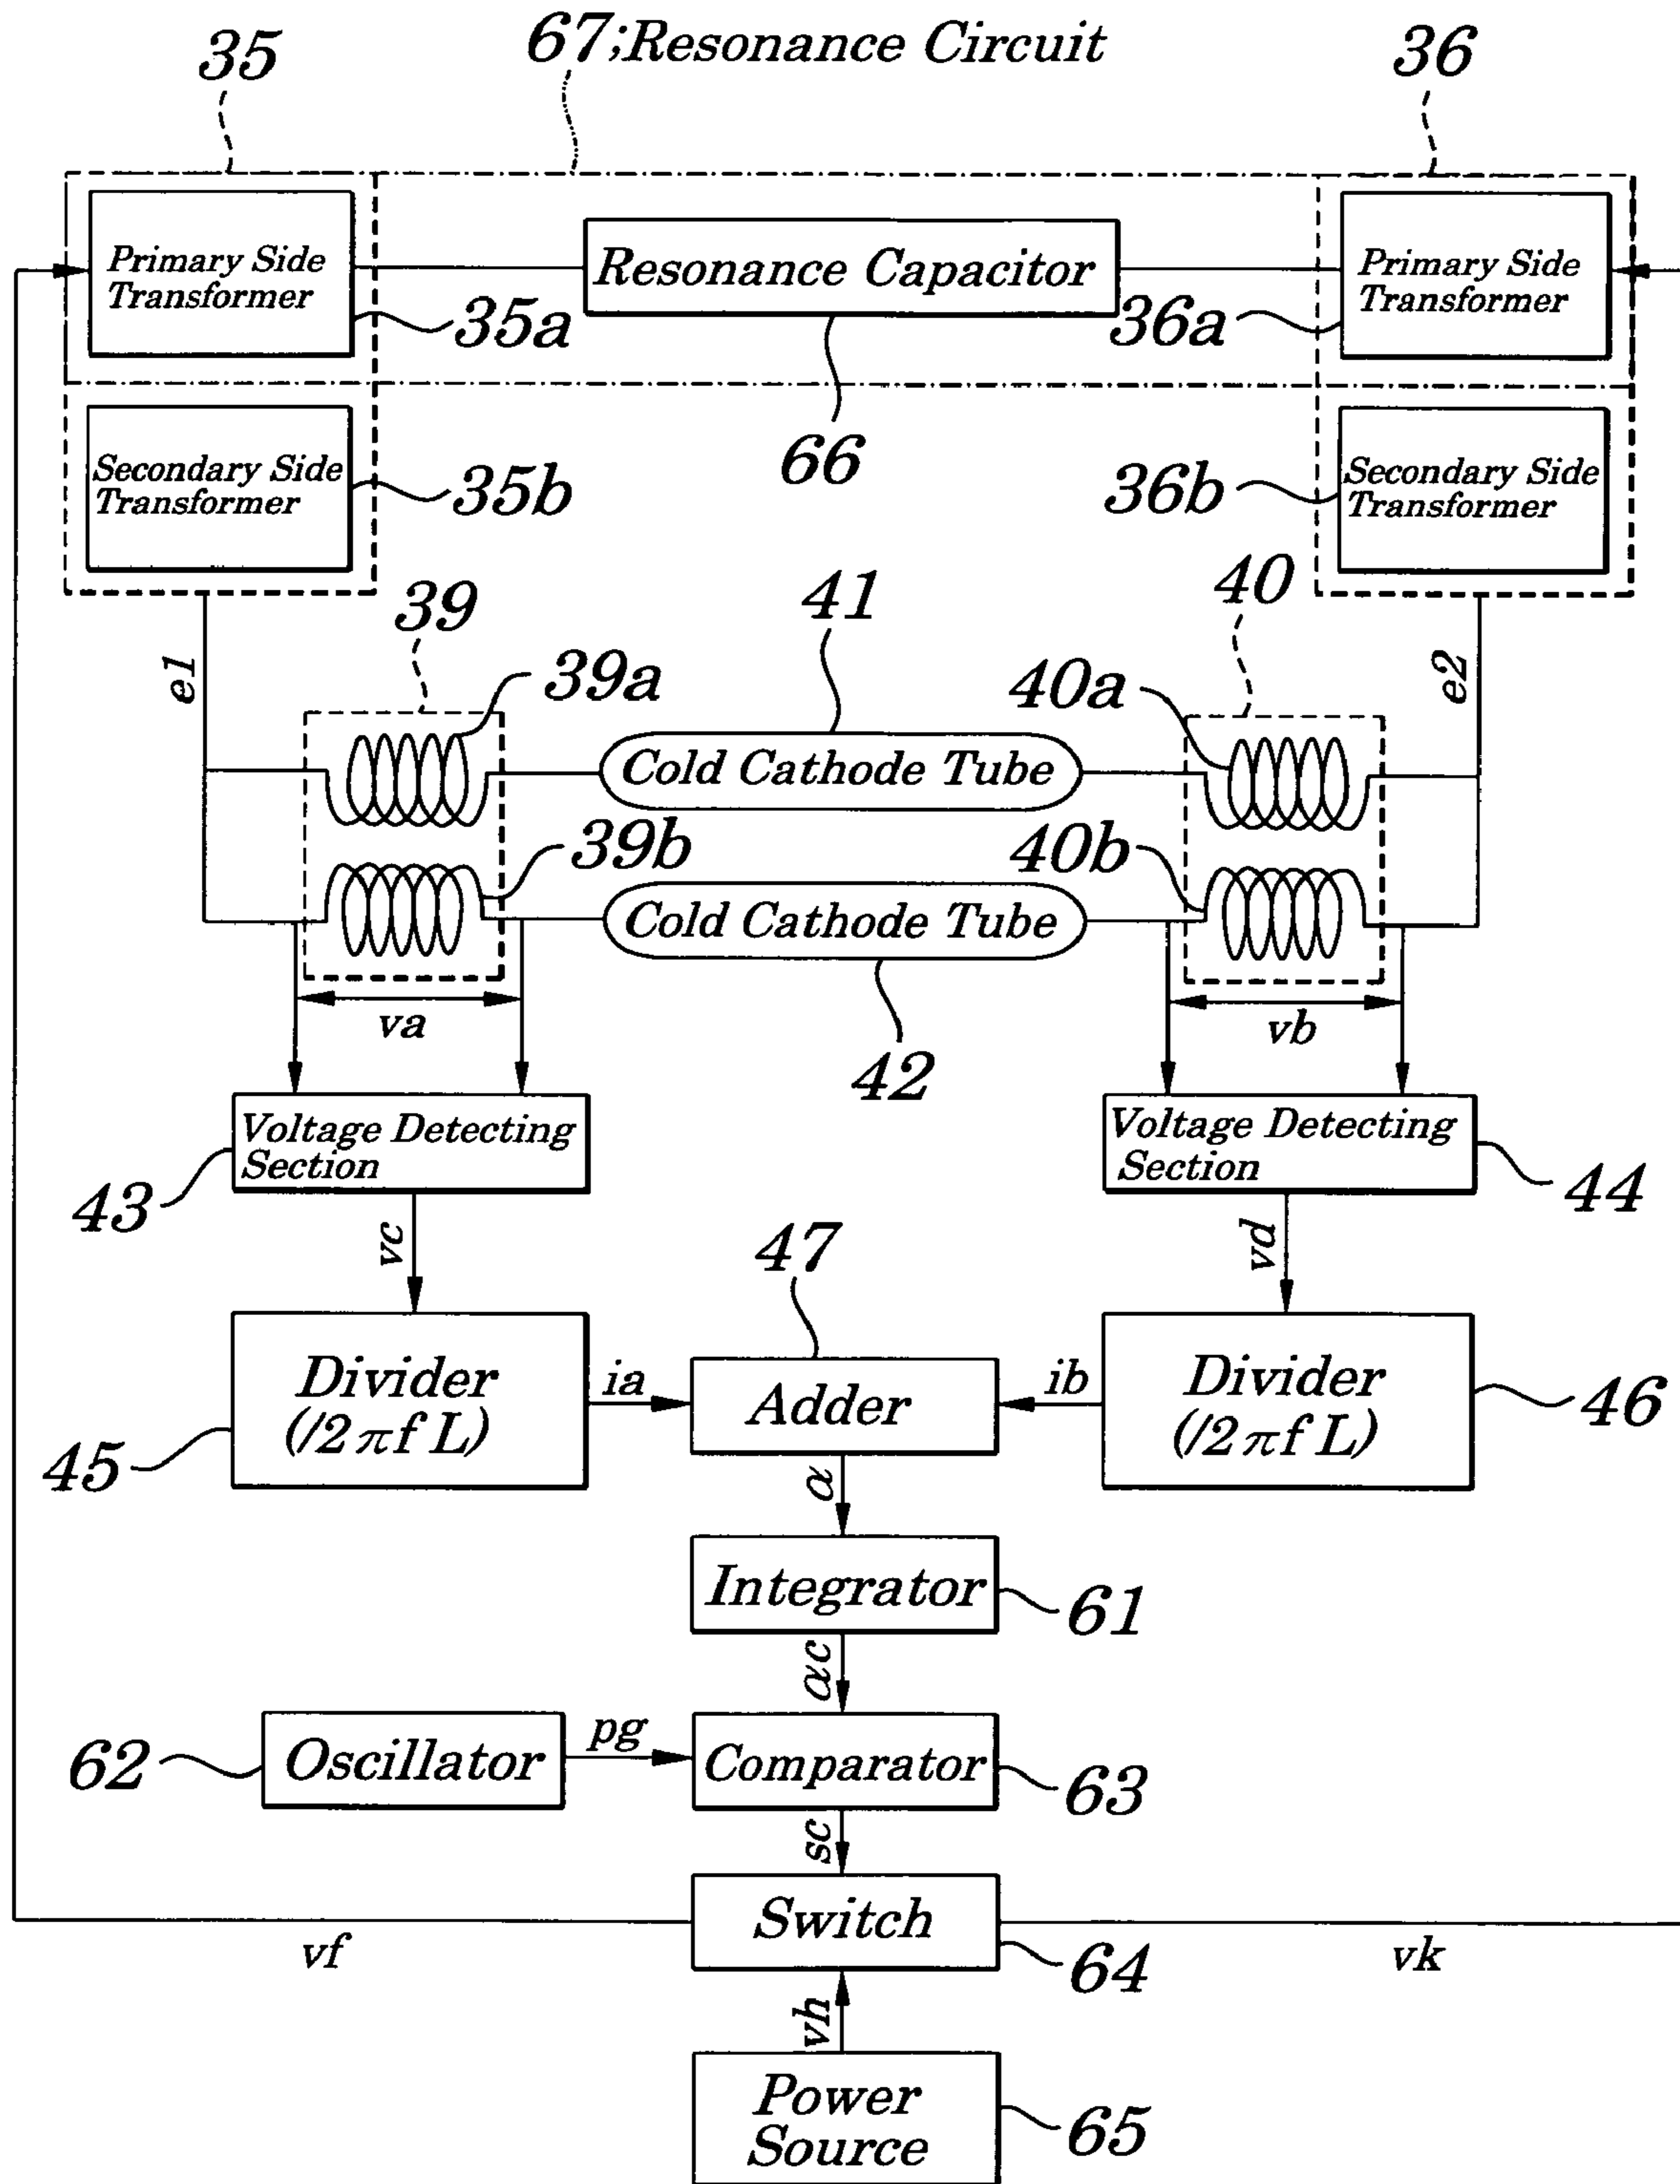 67;Resonance Circuit
35
36
Primary Side
Transformer
Resonance Capacitor
Primary Side
Transformer
35a
36a
66
Secondary Side
Transformer
35b
36b
Secondary Side
Transformer
39
41
40
e1
e2
39a
40a
Cold Cathode Tube
39b
40b
Cold Cathode Tube
va
vb
42
Voltage Detecting
Section
Voltage Detecting
Section
43
44
vc
vd
47
Divider
(/2πf L)
ia
Adder
ib
Divider
(/2πf L)
45
46
α
Integrator
61
αc
62
Oscillator
pg
Comparator
63
sc
Switch
64
vf
vk
vh
Power
Source
65